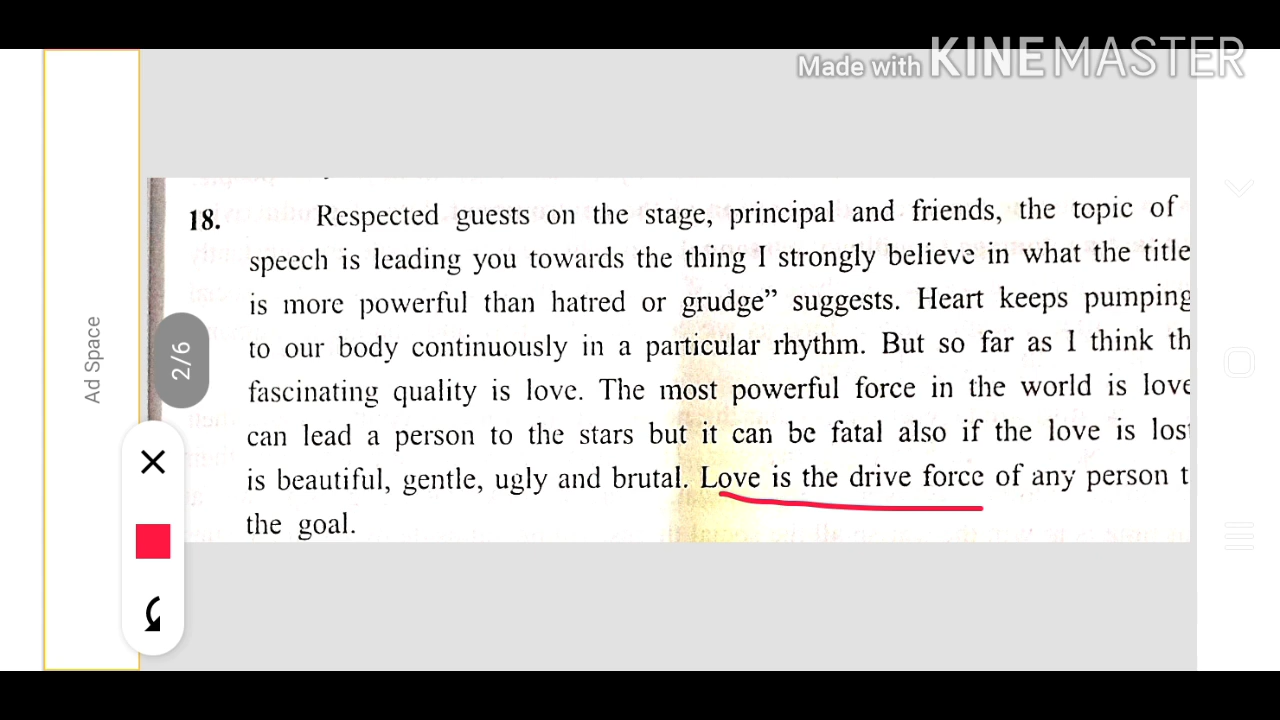 Made with KINEMASTER
Ad Space
2/6
18. Respected guests on the stage, principal and friends, the topic of
speech is leading you towards the thing I strongly believe in what the title
is more powerful than hatred or grudge” suggests. Heart keeps pumping
to our body continuously in a particular rhythm. But so far as I think th
fascinating quality is love. The most powerful force in the world is love
can lead a person to the stars but it can be fatal also if the love is lost
is beautiful, gentle, ugly and brutal. Love is the drive force of any person t
the goal.